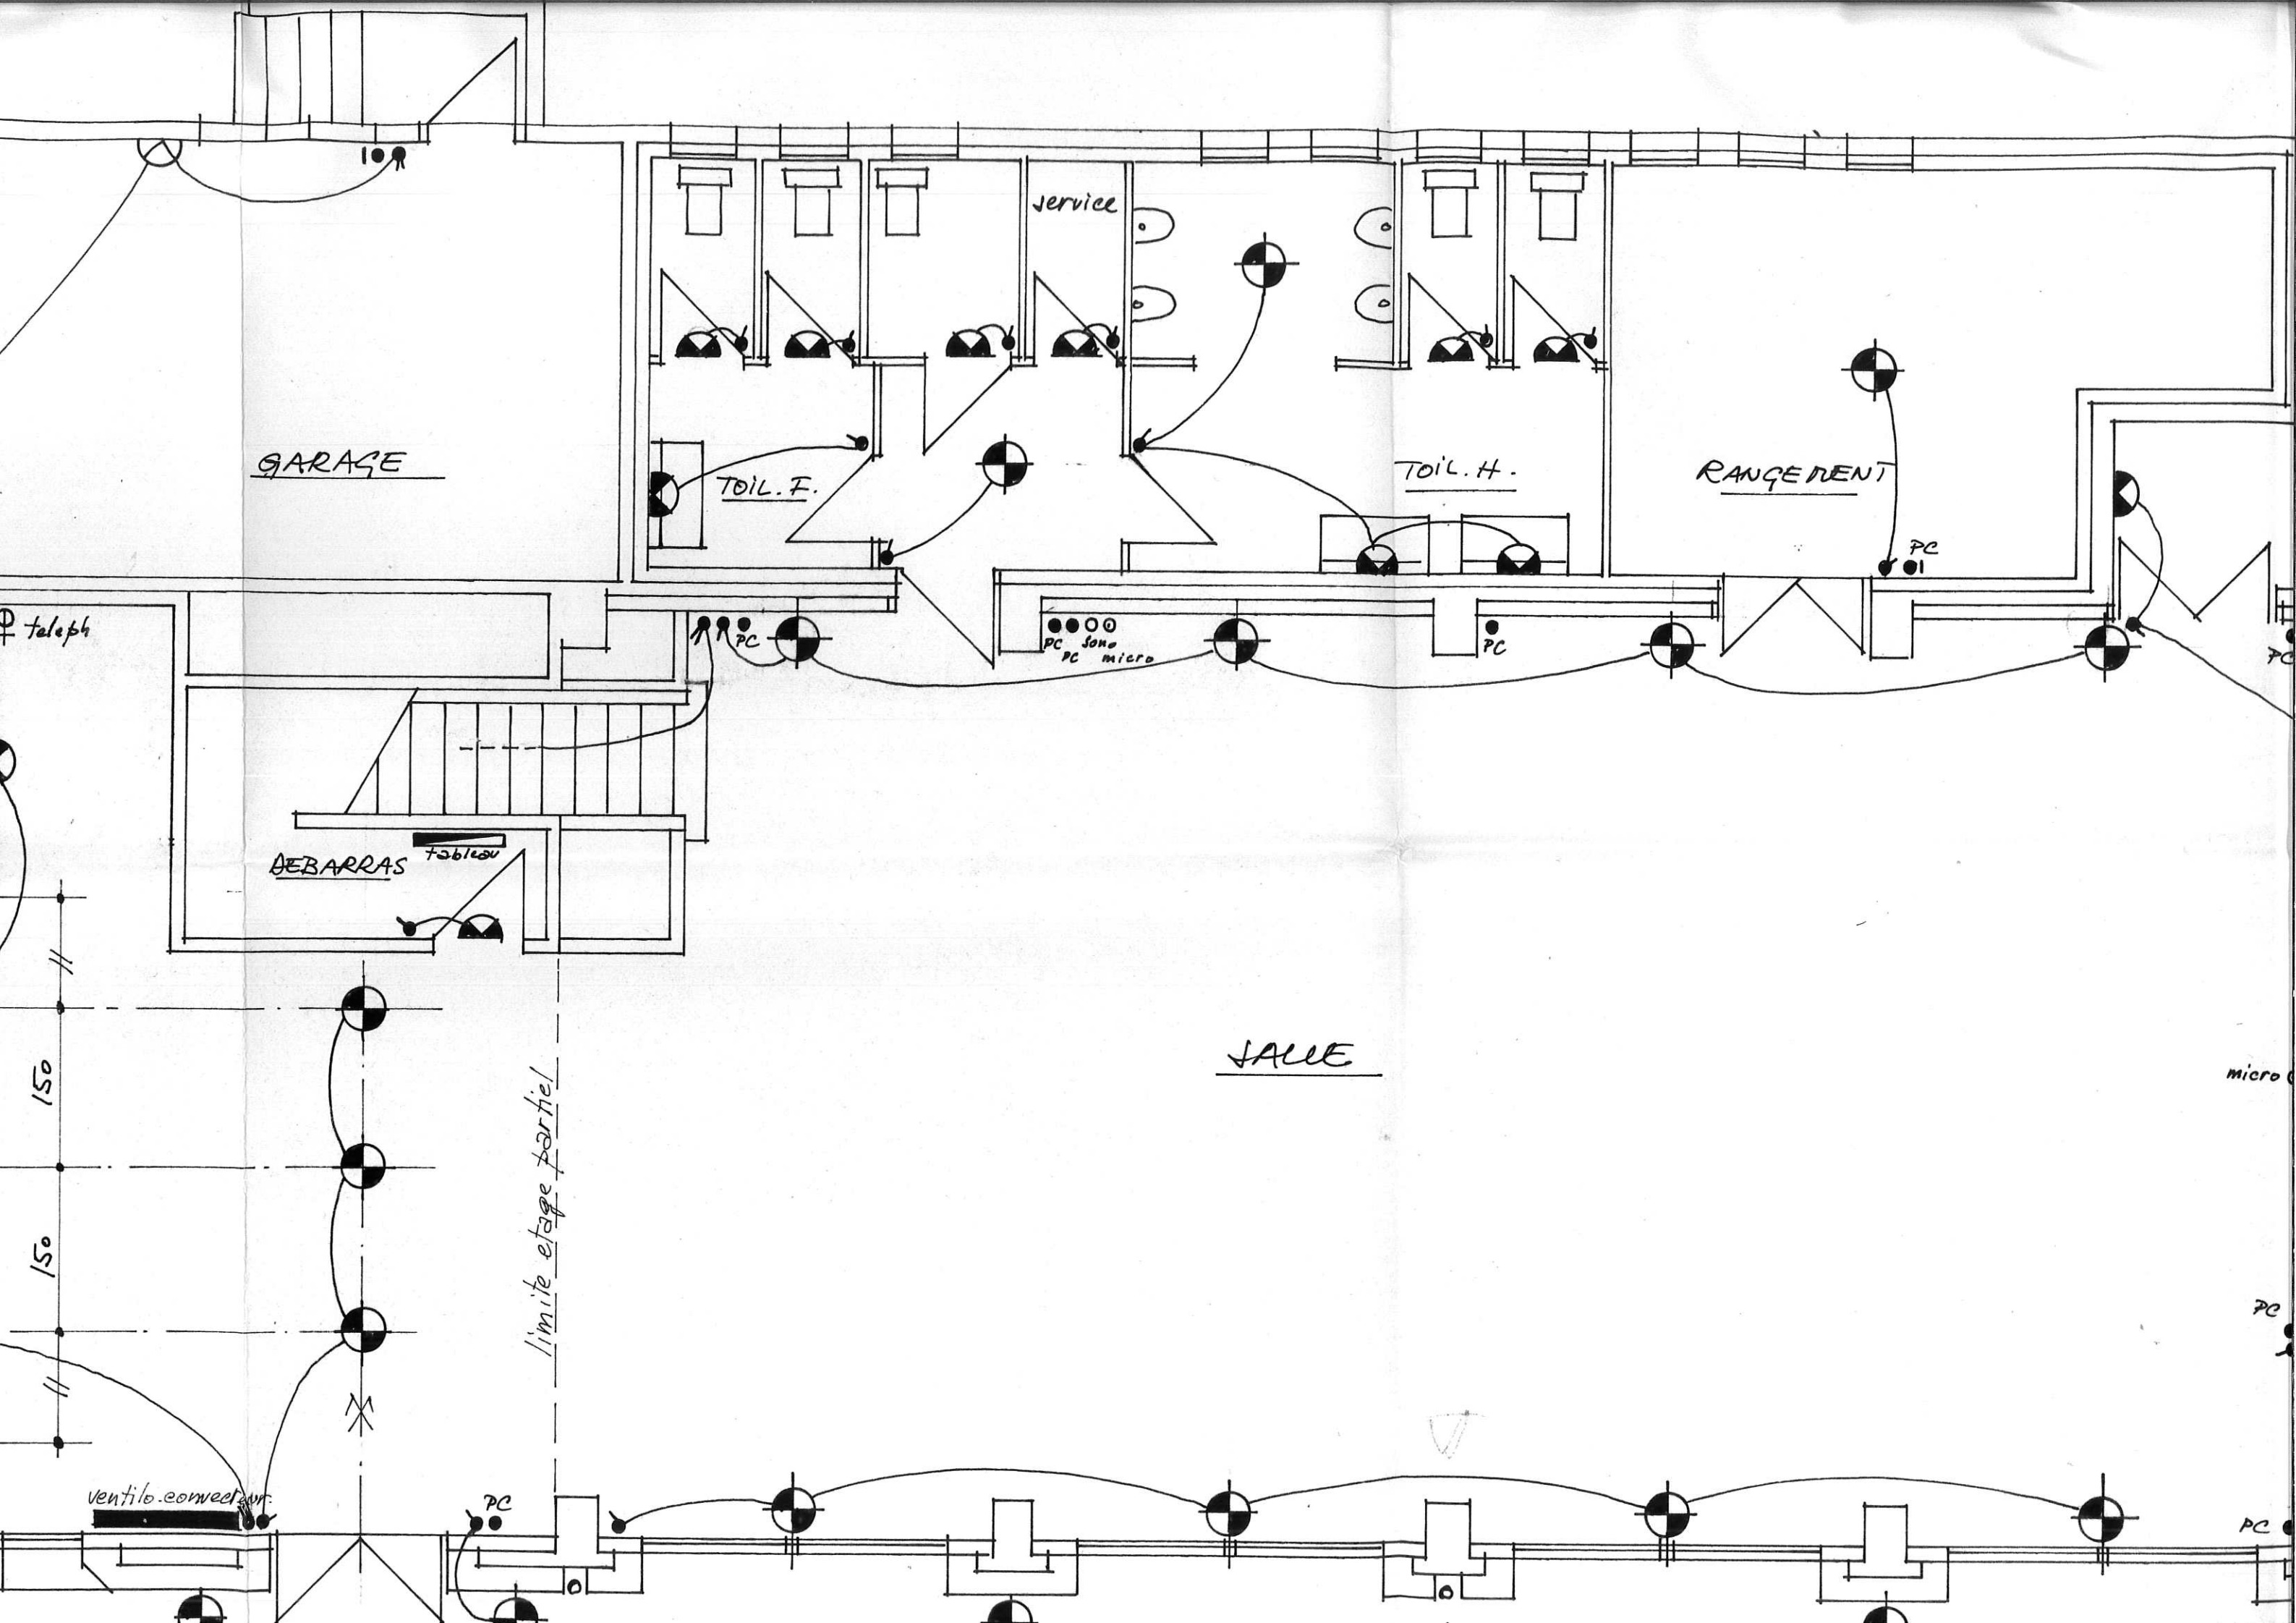 service
GARAGE
TOIL. F.
TOIL. H.
RANGEMENT
PC
teleph
PC
PC
sono
PC
micro
PC
PC
tableau
DEBARRAS
150
SALLE
micro
limite etage partiel
150
PC
ventilo.convecteur.
PC
PC